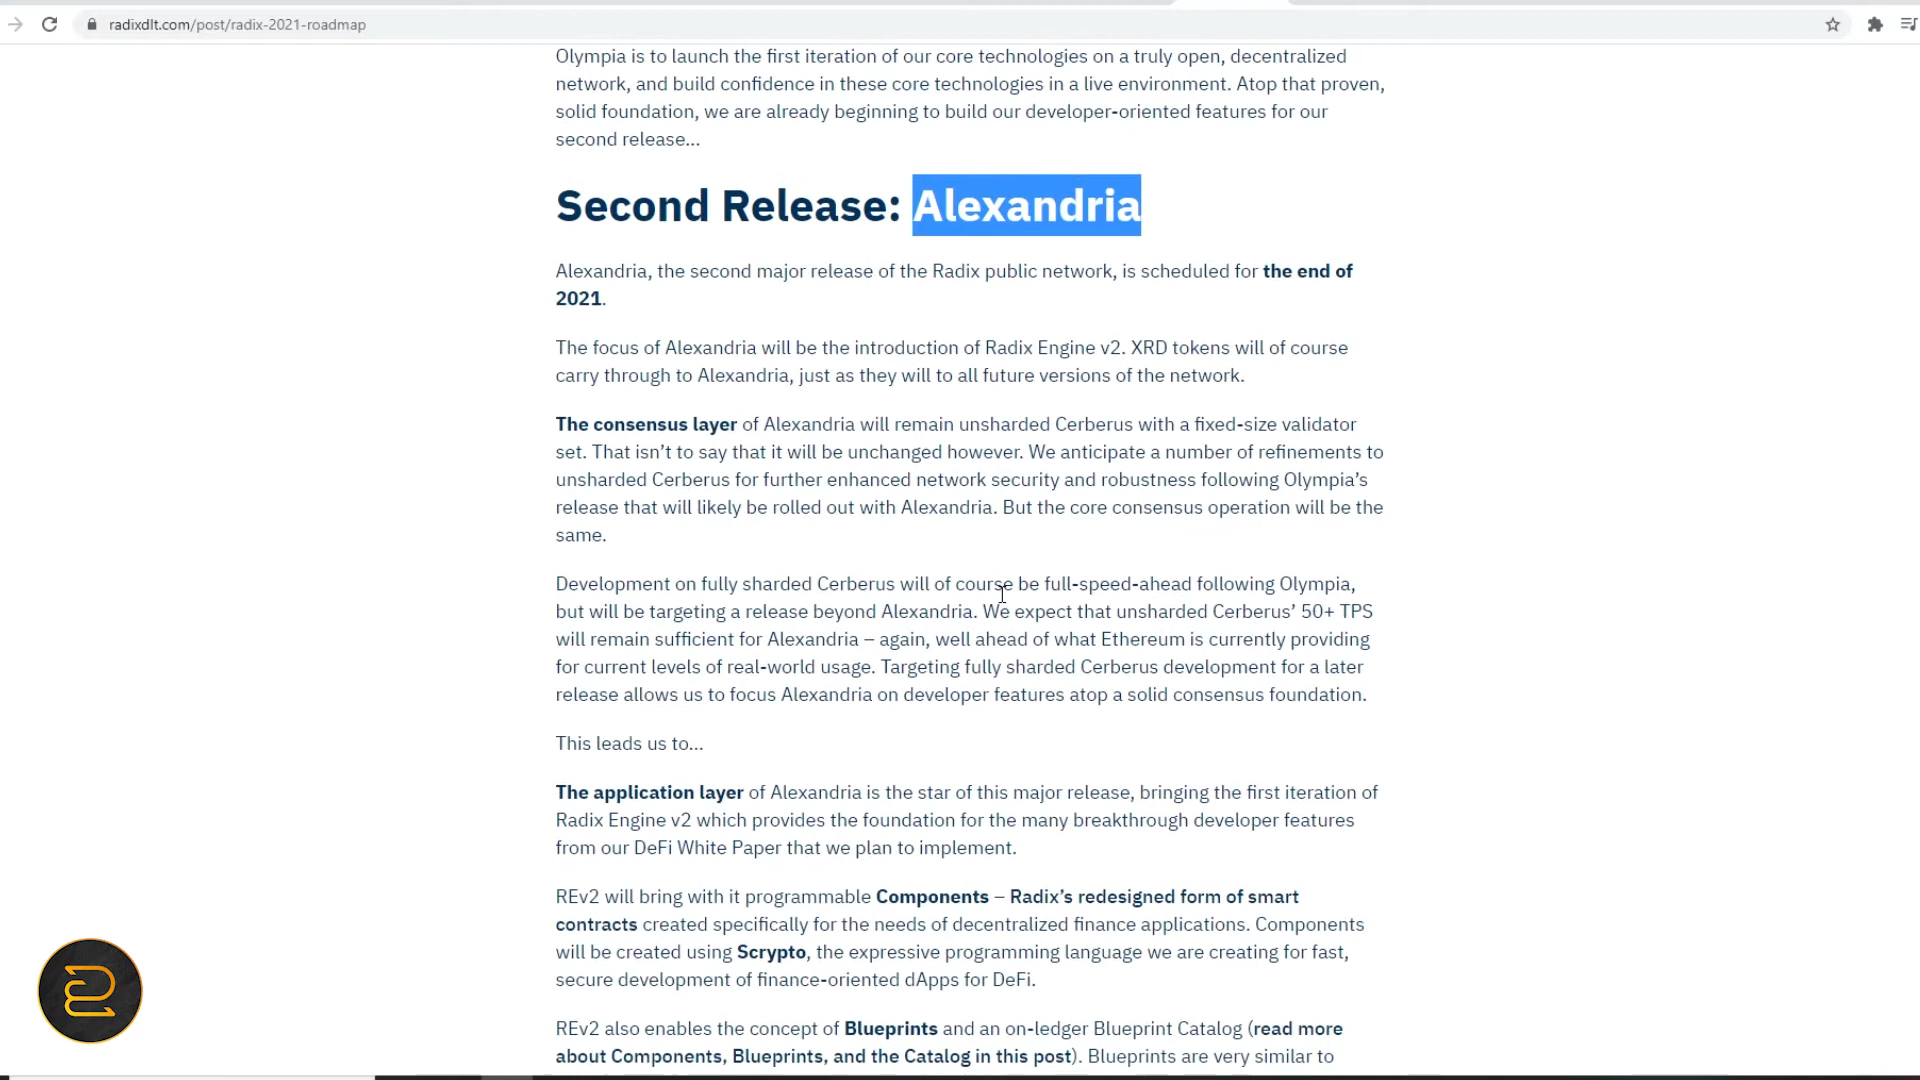 radixdlt.com/post/radix-2021-roadmap
Olympia is to launch the first iteration of our core technologies on a truly open, decentralized
network, and build confidence in these core technologies in a live environment. Atop that proven,
solid foundation, we are already beginning to build our developer-oriented features for our
second release...
Second Release: Alexandria
Alexandria, the second major release of the Radix public network, is scheduled for the end of
2021.
The focus of Alexandria will be the introduction of Radix Engine v2. XRD tokens will of course
carry through to Alexandria, just as they will to all future versions of the network.
The consensus layer of Alexandria will remain unsharded Cerberus with a fixed-size validator
set. That isn’t to say that it will be unchanged however. We anticipate a number of refinements to
unsharded Cerberus for further enhanced network security and robustness following Olympia’s
release that will likely be rolled out with Alexandria. But the core consensus operation will be the
same.
Development on fully sharded Cerberus will of course be full-speed-ahead following Olympia,
but will be targeting a release beyond Alexandria. We expect that unsharded Cerberus’ 50+ TPS
will remain sufficient for Alexandria – again, well ahead of what Ethereum is currently providing
for current levels of real-world usage. Targeting fully sharded Cerberus development for a later
release allows us to focus Alexandria on developer features atop a solid consensus foundation.
This leads us to...
The application layer of Alexandria is the star of this major release, bringing the first iteration of
Radix Engine v2 which provides the foundation for the many breakthrough developer features
from our DeFi White Paper that we plan to implement.
REv2 will bring with it programmable Components – Radix’s redesigned form of smart
contracts created specifically for the needs of decentralized finance applications. Components
will be created using Scrypto, the expressive programming language we are creating for fast,
secure development of finance-oriented dApps for DeFi.
REv2 also enables the concept of Blueprints and an on-ledger Blueprint Catalog (read more
about Components, Blueprints, and the Catalog in this post). Blueprints are very similar to